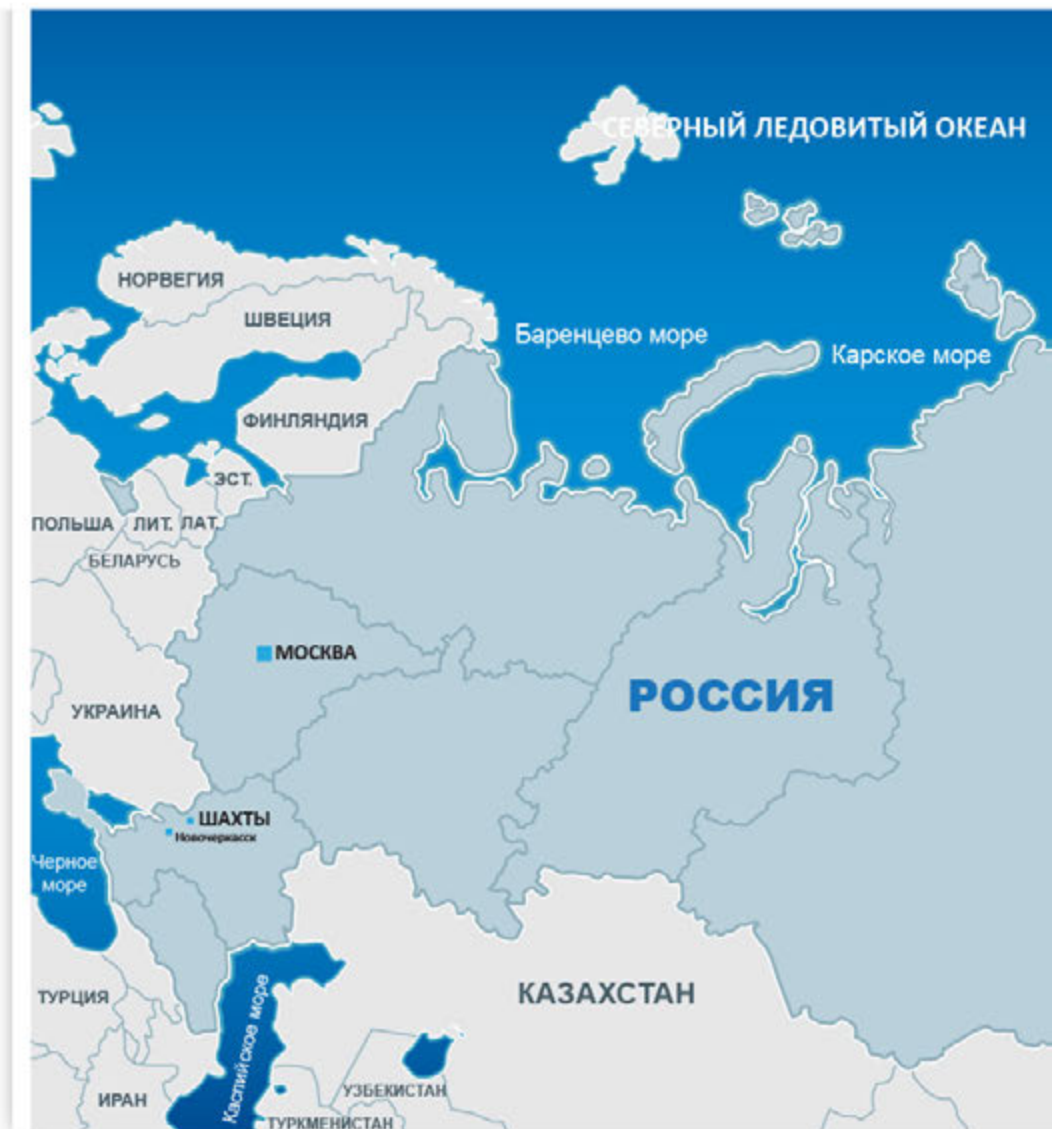 СЕВЕРНЫЙ ЛЕДОВИТЫЙ ОКЕАН
НОРВЕГИЯ
ШВЕЦИЯ
Баренцево море
Карское море
ФИНЛЯНДИЯ
ЭСТ.
ПОЛЬША
ЛИТ.
ЛАТ.
БЕЛАРУСЬ
МОСКВА
РОССИЯ
УКРАИНА
ШАХТЫ
Новочеркасск
Черное
море
КАЗАХСТАН
ТУРЦИЯ
Каспийское море
УЗБЕКИСТАН
ИРАН
ТУРКМЕНИСТАН